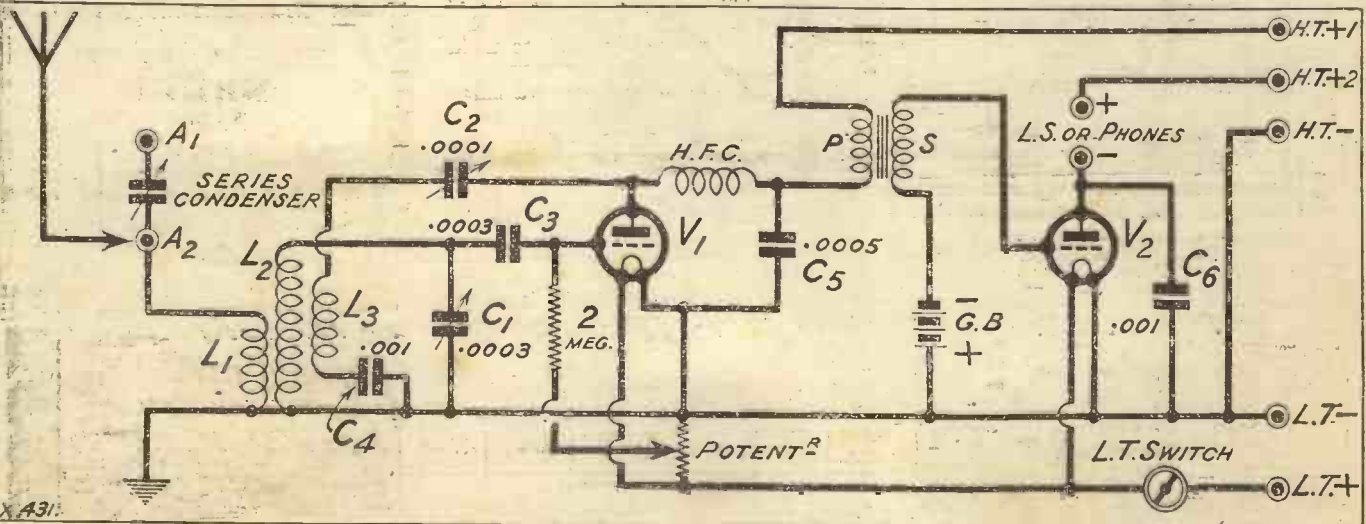 H.T.+1
H.T.+2
+
L.S. OR PHONES
-
H.T.-
A1
SERIES
CONDENSER
A2
C2
.0001
H.F.C.
P
S
C3
.0003
V1
.0005
C5
V2
C6
.001
L2
L1
L3
.001
C4
C1
.0003
2
MEG.
-
G.B
+
L.T.-
POTENTR
L.T. SWITCH
L.T.+
X.431.